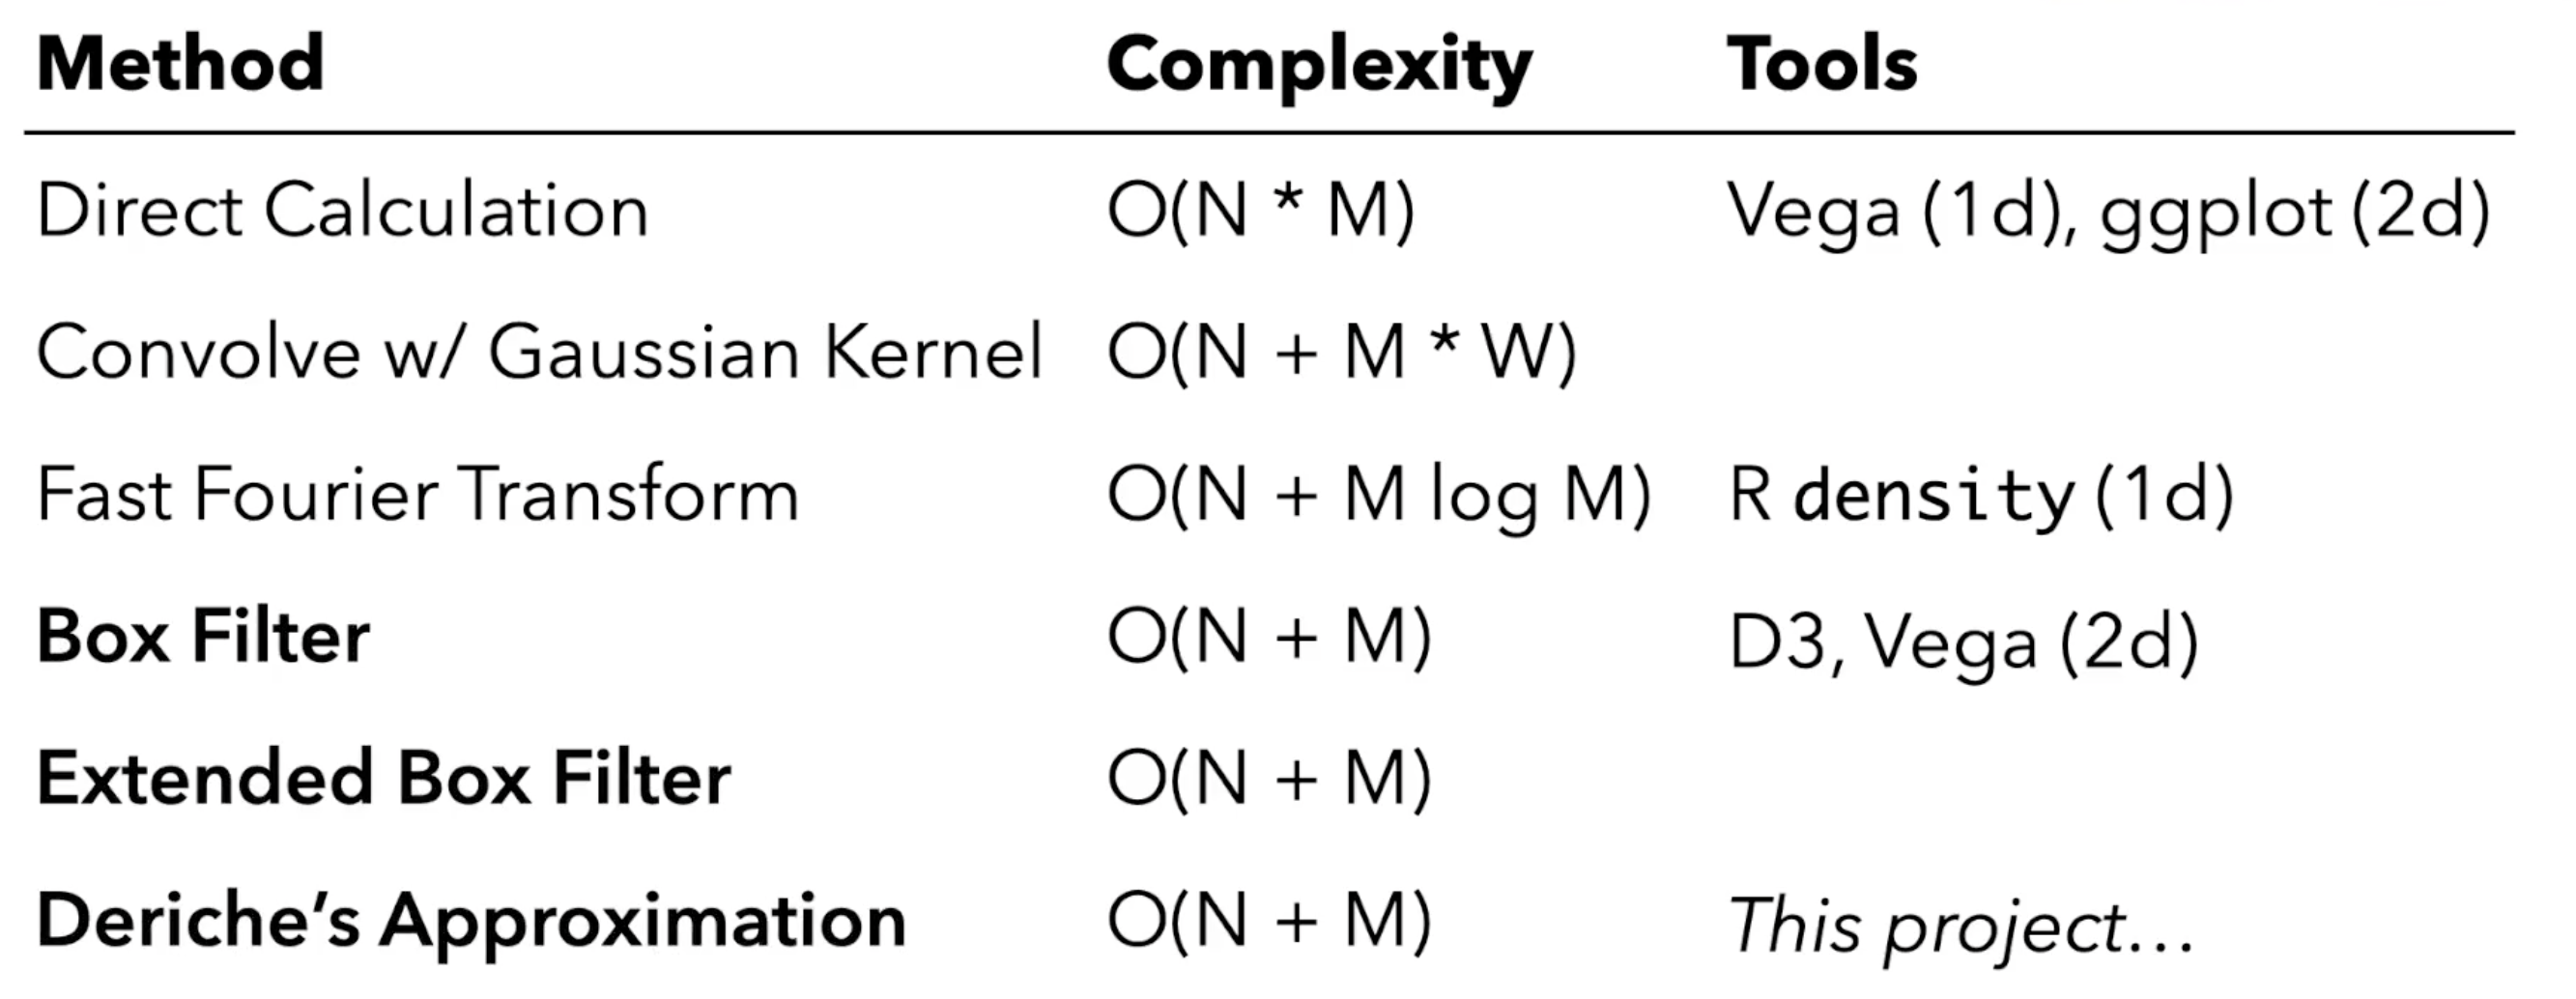 Method Complexity Tools
Direct Calculation O(N * M) Vega (1d), ggplot (2d)
Convolve w/ Gaussian Kernel O(N + M * W)
Fast Fourier Transform O(N + M log M) R density (1d)
Box Filter O(N + M) D3, Vega (2d)
Extended Box Filter O(N + M)
Deriche’s Approximation O(N + M) This project...